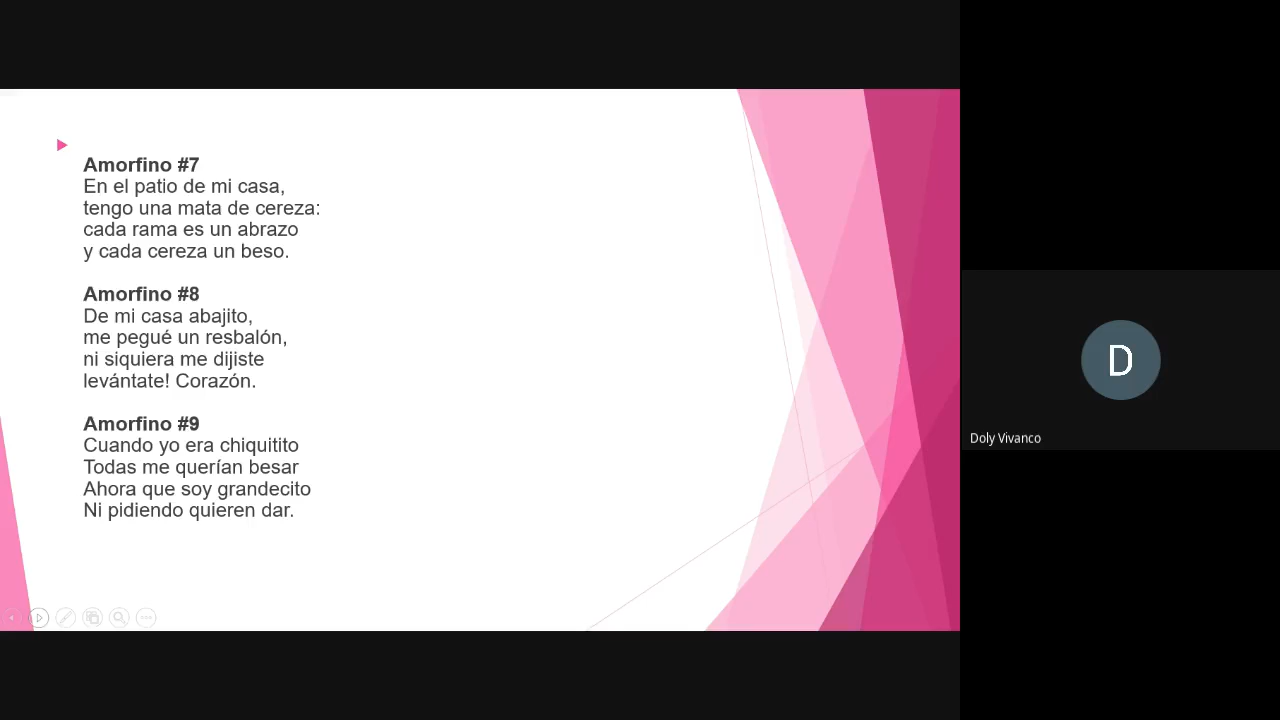 Amorfino #7
En el patio de mi casa,
tengo una mata de cereza:
cada rama es un abrazo
y cada cereza un beso.
Amorfino #8
De mi casa abajito,
me pegué un resbalón,
ni siquiera me dijiste
levántate! Corazón.
Amorfino #9
Cuando yo era chiquitito
Todas me querían besar
Ahora que soy grandecito
Ni pidiendo quieren dar.
D
Doly Vivanco